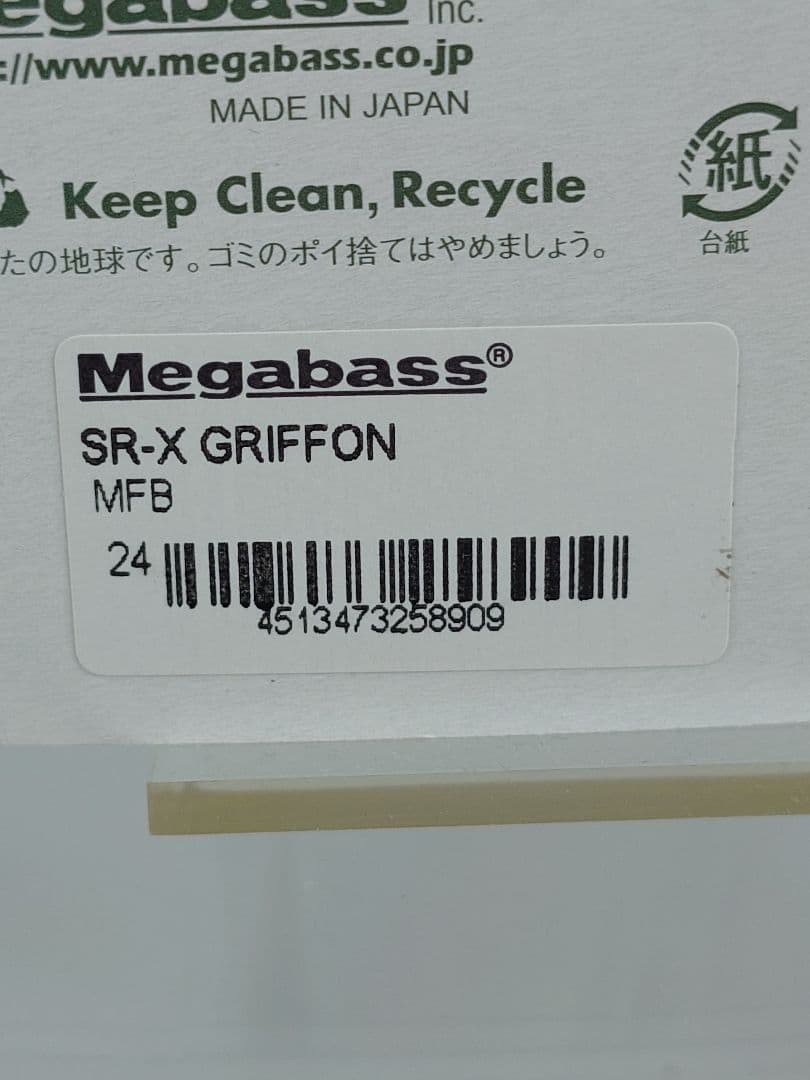 egabass Inc.
://www.megabass.co.jp
MADE IN JAPAN
Keep Clean, Recycle
たの地球です。ゴミのポイ捨てはやめましょう。
紙
台紙
Megabass®
SR-X GRIFFON
MFB
24
4513473258909